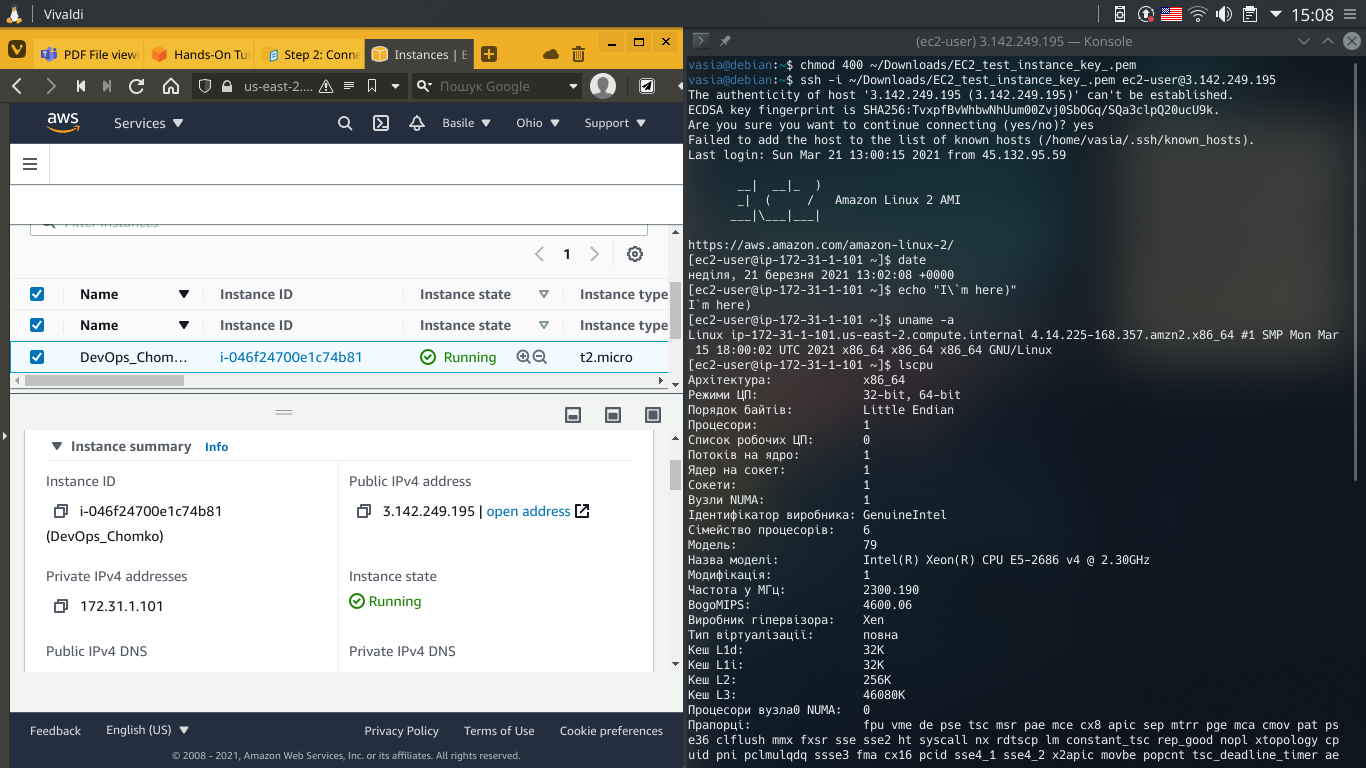 Vivaldi
15:08
PDF File view
Hands-On Tu
Step 2: Conne
Instances | E
us-east-2....
Пошук Google
aws
Services
Basile
Ohio
Support
Filter instances
1
Name
Instance ID
Instance state
Instance type
Name
Instance ID
Instance state
Instance type
DevOps_Chom...
i-046f24700e1c74b81
Running
t2.micro
Instance summary
Info
Instance ID
i-046f24700e1c74b81
(DevOps_Chomko)
Public IPv4 address
3.142.249.195 | open address
Private IPv4 addresses
172.31.1.101
Instance state
Running
Public IPv4 DNS
Private IPv4 DNS
Feedback
English (US)
Privacy Policy
Terms of Use
Cookie preferences
© 2008 - 2021, Amazon Web Services, Inc. or its affiliates. All rights reserved.
(ec2-user) 3.142.249.195 — Konsole
vasia@debian:~$ chmod 400 ~/Downloads/EC2_test_instance_key_.pem
vasia@debian:~$ ssh -i ~/Downloads/EC2_test_instance_key_.pem ec2-user@3.142.249.195
The authenticity of host '3.142.249.195 (3.142.249.195)' can't be established.
ECDSA key fingerprint is SHA256:TvxpfBvWhbwNhUum00Zvj0SbOGq/SQa3clpQ20ucU9k.
Are you sure you want to continue connecting (yes/no)? yes
Failed to add the host to the list of known hosts (/home/vasia/.ssh/known_hosts).
Last login: Sun Mar 21 13:00:15 2021 from 45.132.95.59
__|  __|_  )
_|  (     /   Amazon Linux 2 AMI
___|\___|___|
https://aws.amazon.com/amazon-linux-2/
[ec2-user@ip-172-31-1-101 ~]$ date
неділя, 21 березня 2021 13:02:08 +0000
[ec2-user@ip-172-31-1-101 ~]$ echo "I\`m here)"
I`m here)
[ec2-user@ip-172-31-1-101 ~]$ uname -a
Linux ip-172-31-1-101.us-east-2.compute.internal 4.14.225-168.357.amzn2.x86_64 #1 SMP Mon Mar
15 18:00:02 UTC 2021 x86_64 x86_64 x86_64 GNU/Linux
[ec2-user@ip-172-31-1-101 ~]$ lscpu
Архітектура: x86_64
Режими ЦП: 32-bit, 64-bit
Порядок байтів: Little Endian
Процесори: 1
Список робочих ЦП: 0
Потоків на ядро: 1
Ядер на сокет: 1
Сокети: 1
Вузли NUMA: 1
Ідентифікатор виробника: GenuineIntel
Сімейство процесорів: 6
Модель: 79
Назва моделі: Intel(R) Xeon(R) CPU E5-2686 v4 @ 2.30GHz
Модифікація: 1
Частота у МГц: 2300.190
BogoMIPS: 4600.06
Виробник гіпервізора: Xen
Тип віртуалізації: повна
Кеш L1d: 32K
Кеш L1i: 32K
Кеш L2: 256K
Кеш L3: 46080K
Процесори вузла0 NUMA: 0
Прапорці: fpu vme de pse tsc msr pae mce cx8 apic sep mtrr pge mca cmov pat ps
e36 clflush mmx fxsr sse sse2 ht syscall nx rdtscp lm constant_tsc rep_good nopl xtopology cp
uid pni pclmulqdq ssse3 fma cx16 pcid sse4_1 sse4_2 x2apic movbe popcnt tsc_deadline_timer ae